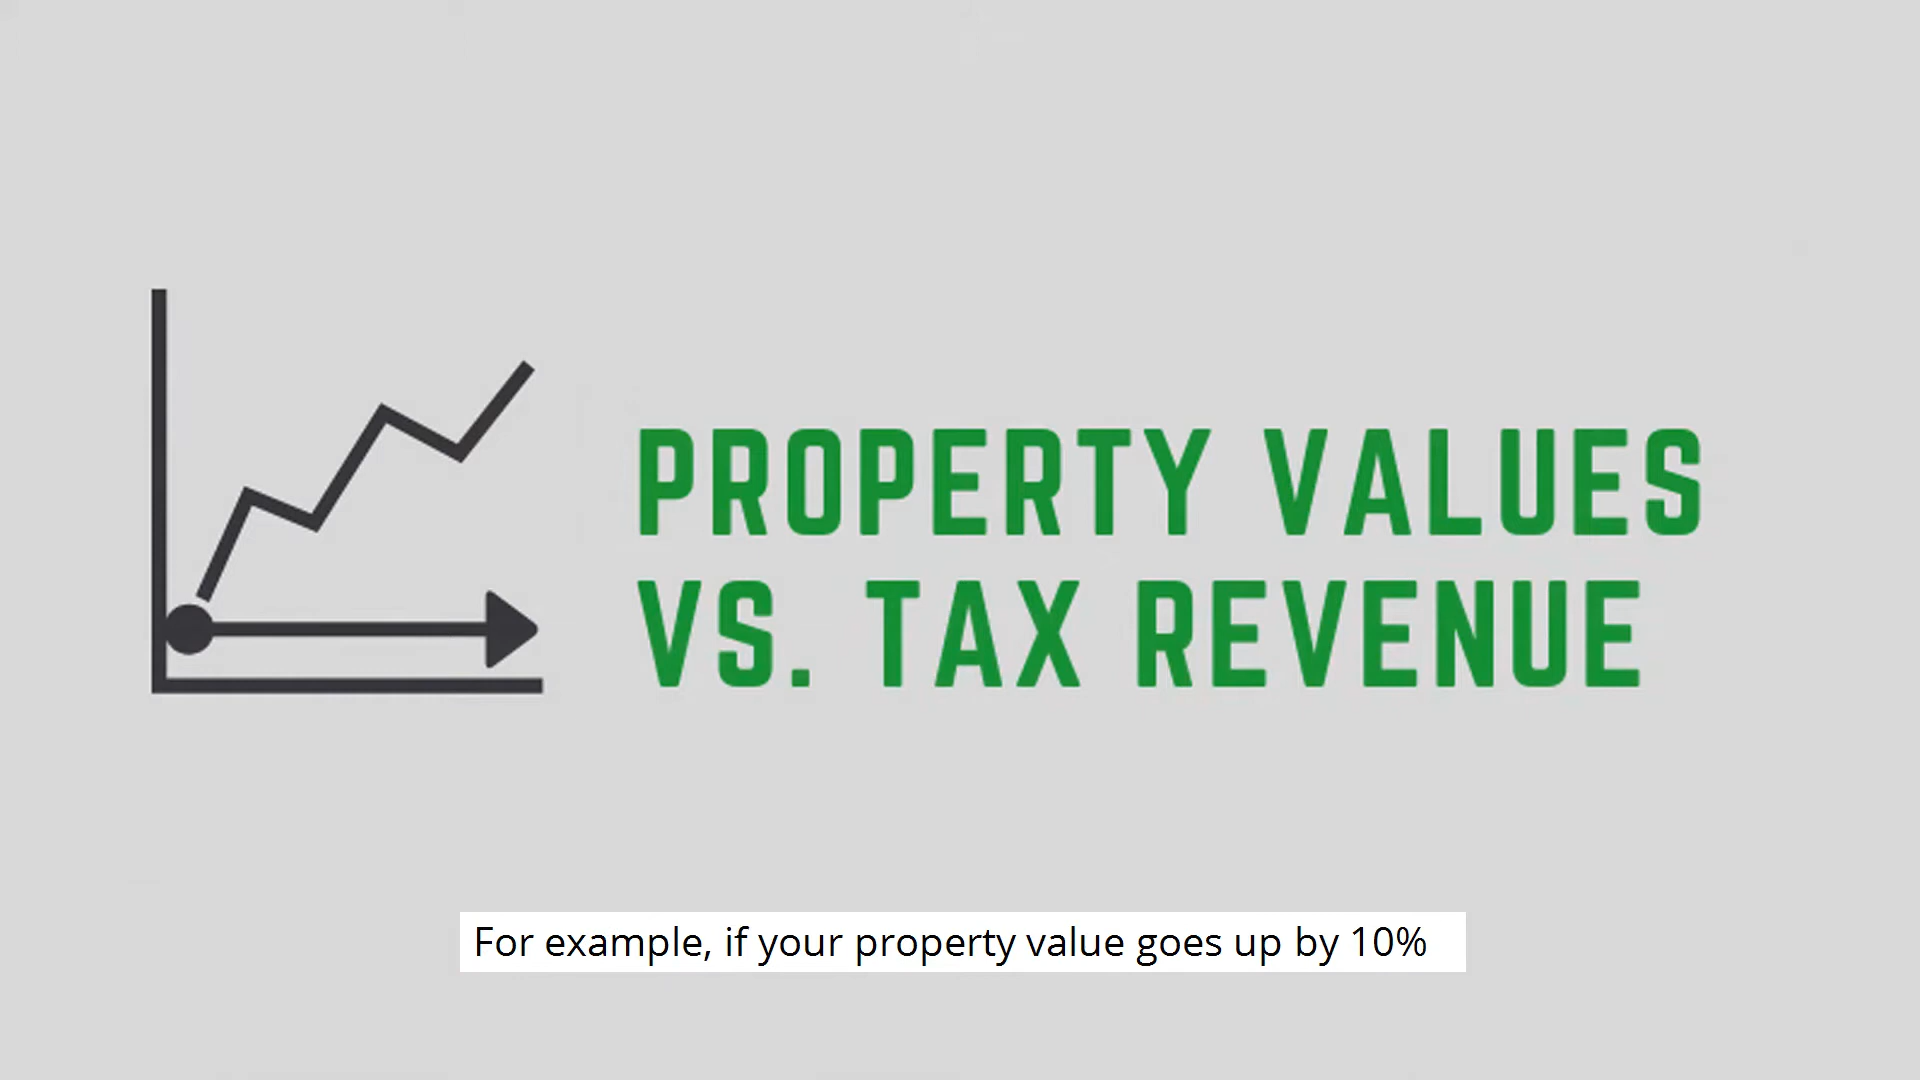 PROPERTY VALUES
VS. TAX REVENUE
For example, if your property value goes up by 10%